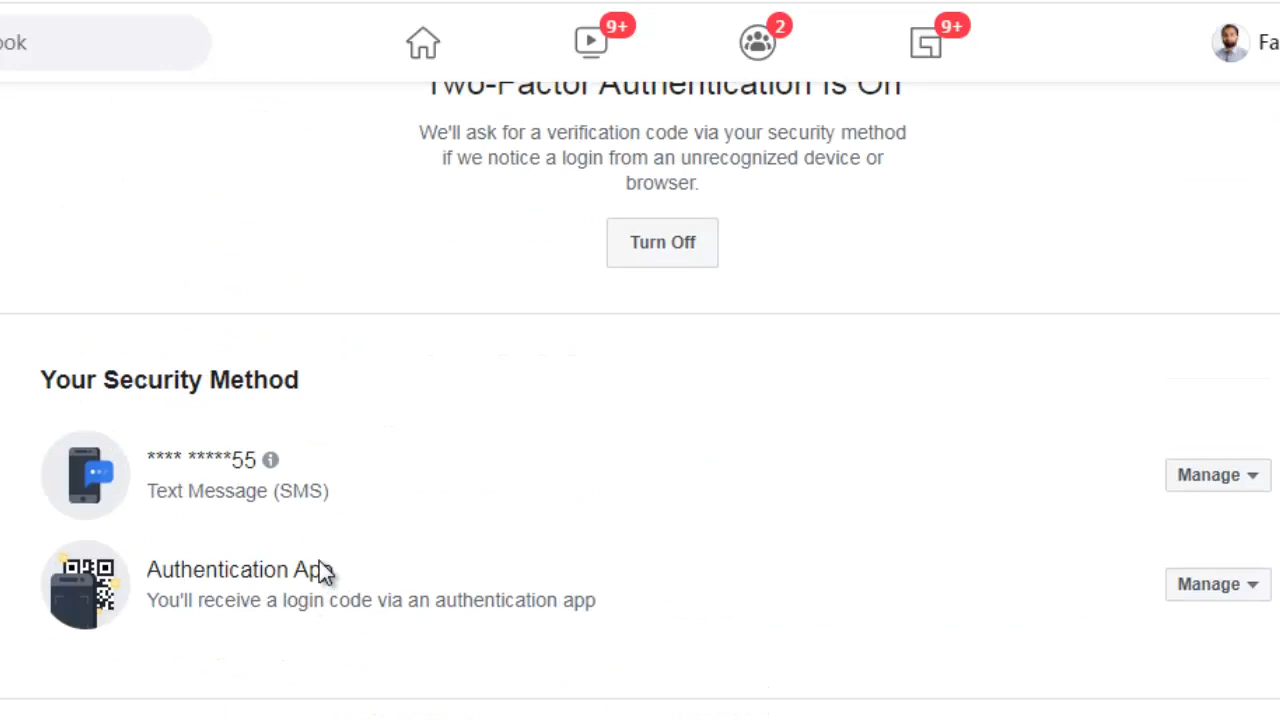 ook
9+
2
9+
Fa
Two-Factor Authentication Is On
We'll ask for a verification code via your security method
if we notice a login from an unrecognized device or
browser.
Turn Off
Your Security Method
**** *****55
Text Message (SMS)
Manage
Authentication App
You'll receive a login code via an authentication app
Manage